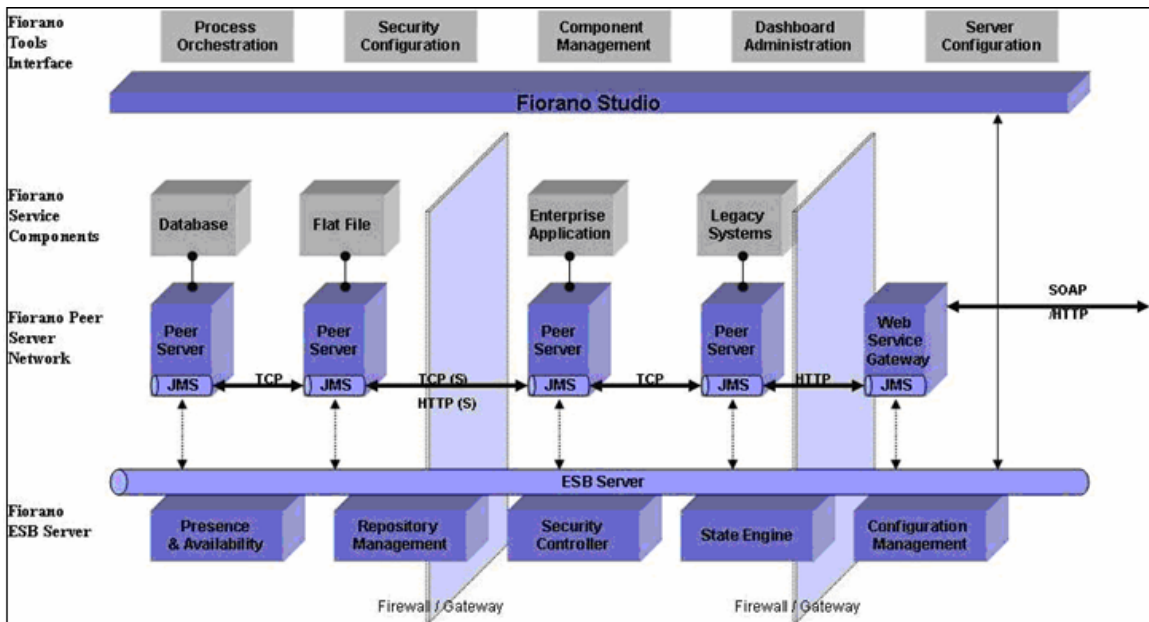 Fiorano
Tools
Interface
Process
Orchestration
Security
Configuration
Component
Management
Dashboard
Administration
Server
Configuration
Fiorano Studio
Fiorano
Service
Components
Database
Flat File
Enterprise
Application
Legacy
Systems
Fiorano Peer
Server
Network
Peer
Server
Peer
Server
Peer
Server
Peer
Server
Web
Service
Gateway
SOAP
/HTTP
JMS
TCP
JMS
TCP (S)
HTTP (S)
JMS
TCP
JMS
HTTP
JMS
ESB Server
Fiorano
ESB Server
Presence
& Availability
Repository
Management
Security
Controller
State Engine
Configuration
Management
Firewall / Gateway
Firewall / Gateway